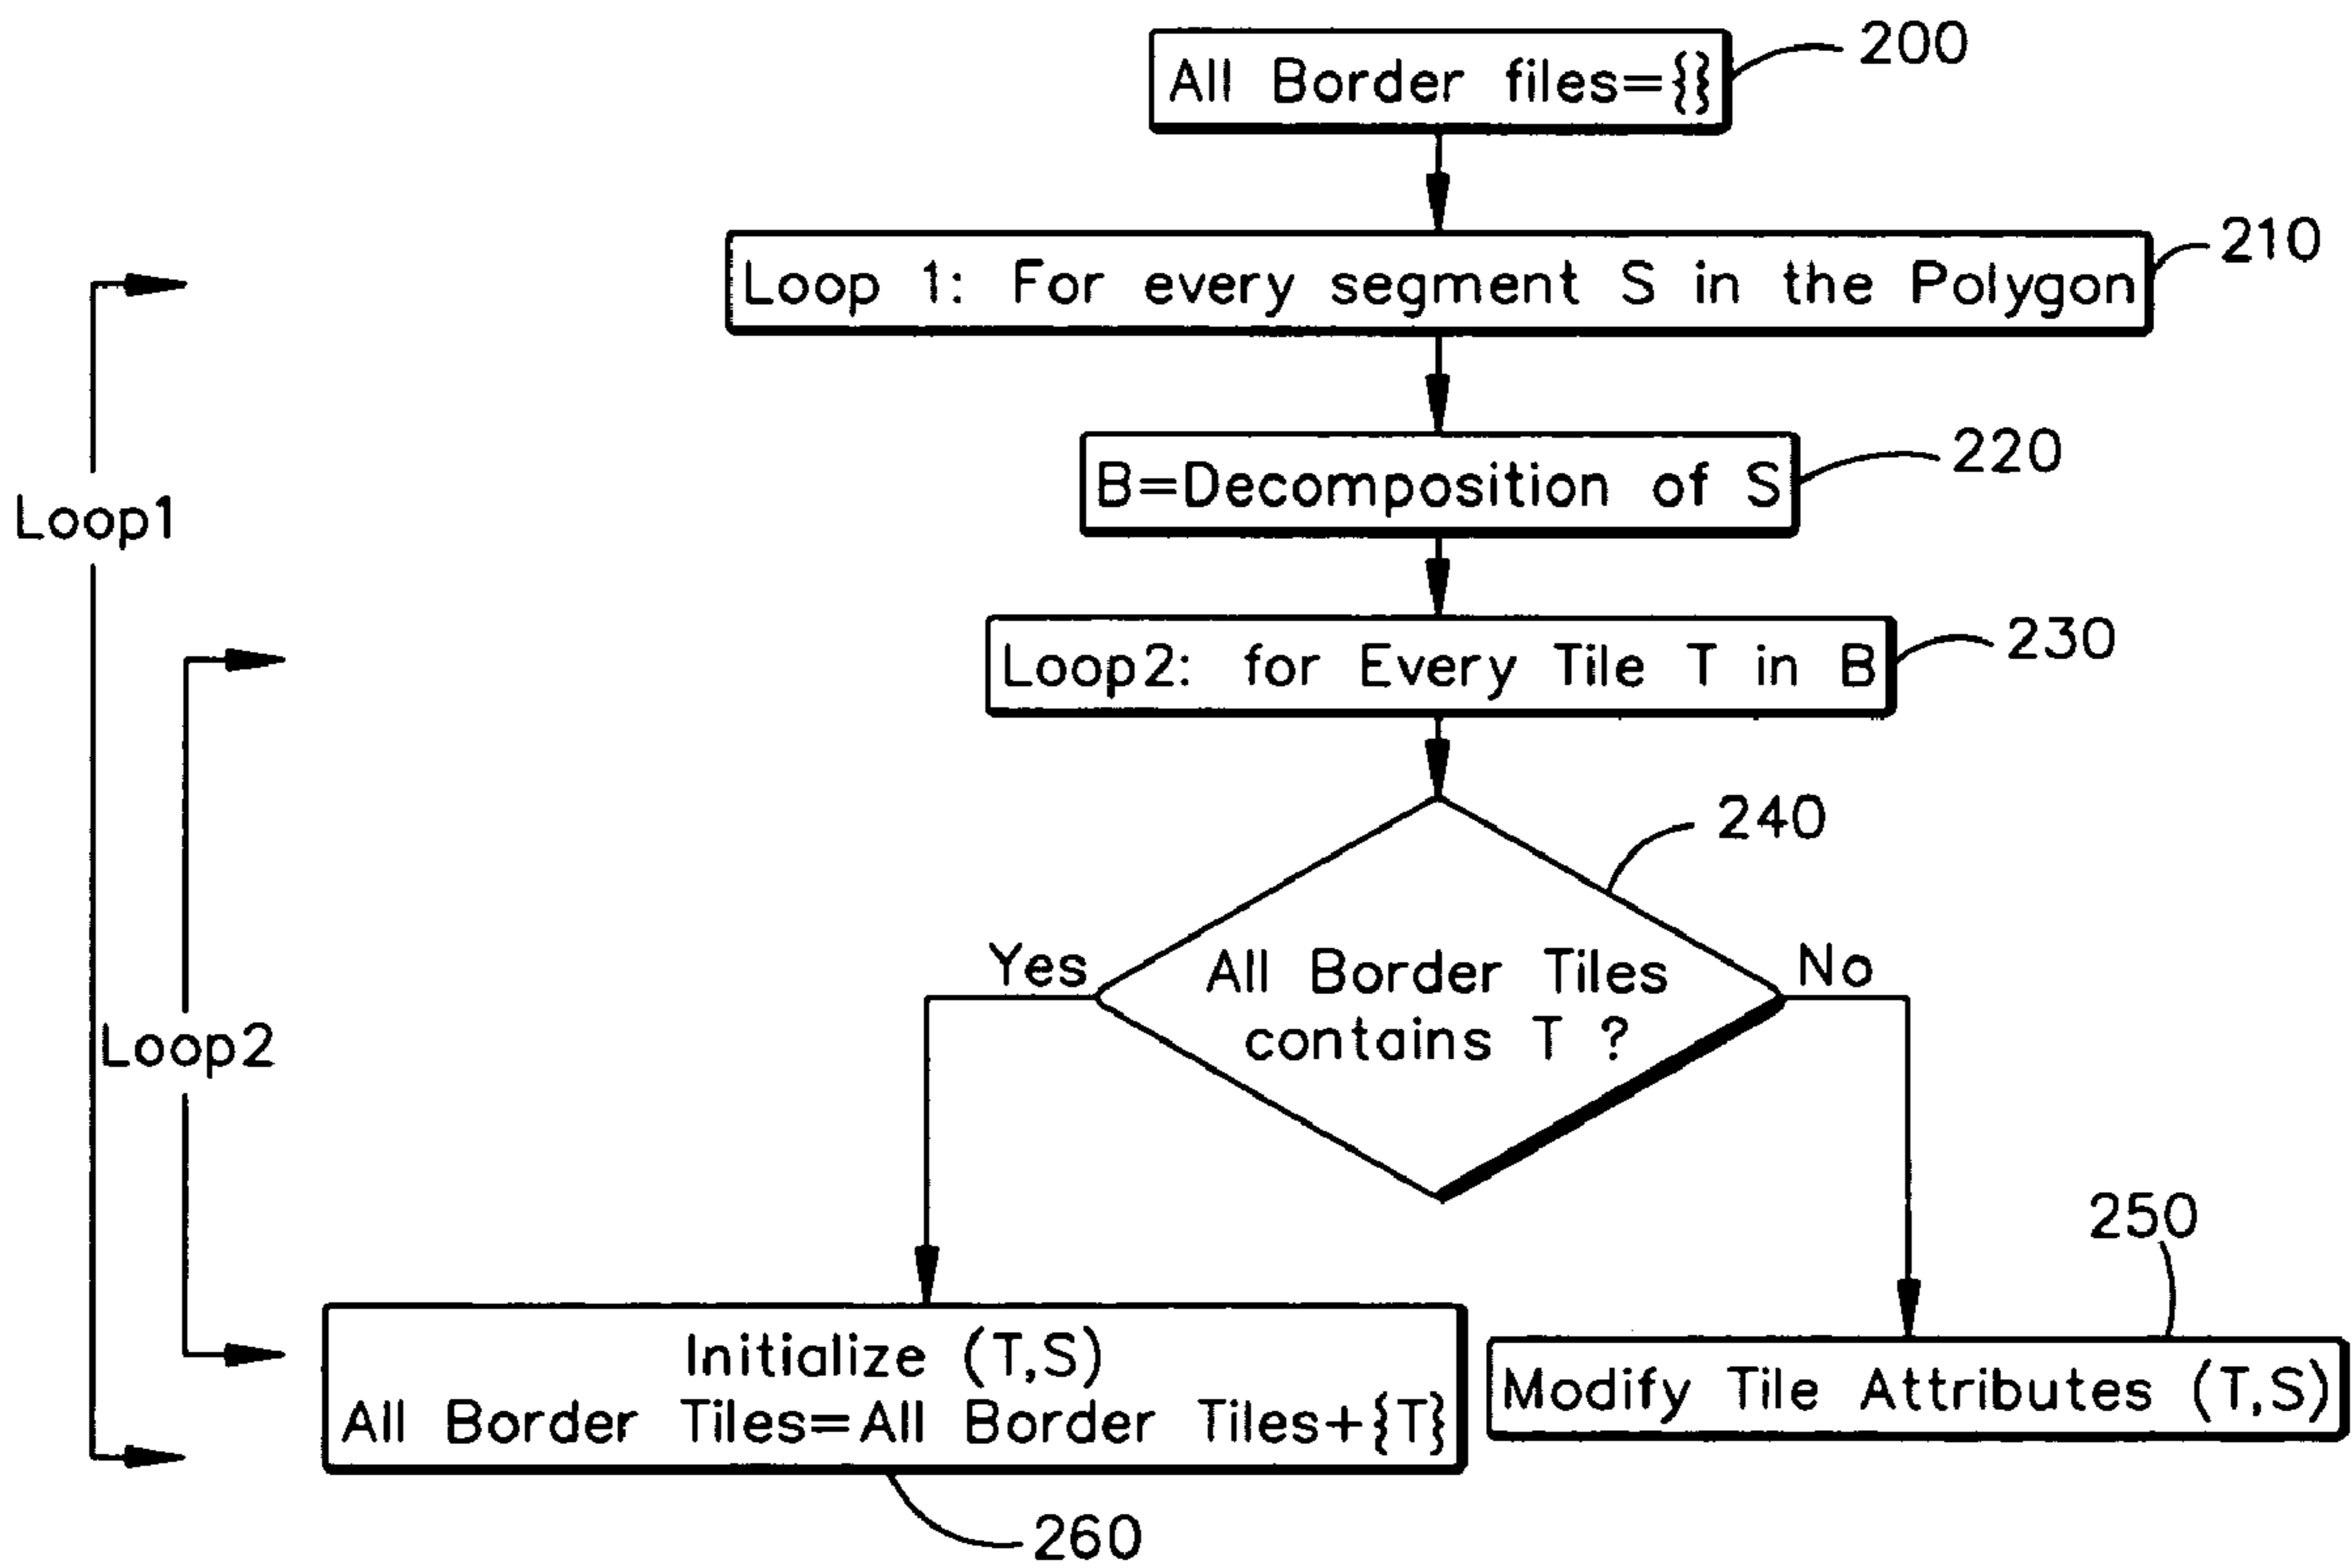 All Border files={}
200
Loop 1: For every segment S in the Polygon
210
B=Decomposition of S
220
Loop1
Loop2: for Every Tile T in B
230
240
Yes
All Border Tiles
contains T ?
No
Loop2
250
Initialize (T,S)
All Border Tiles=All Border Tiles+{T}
Modify Tile Attributes (T,S)
260